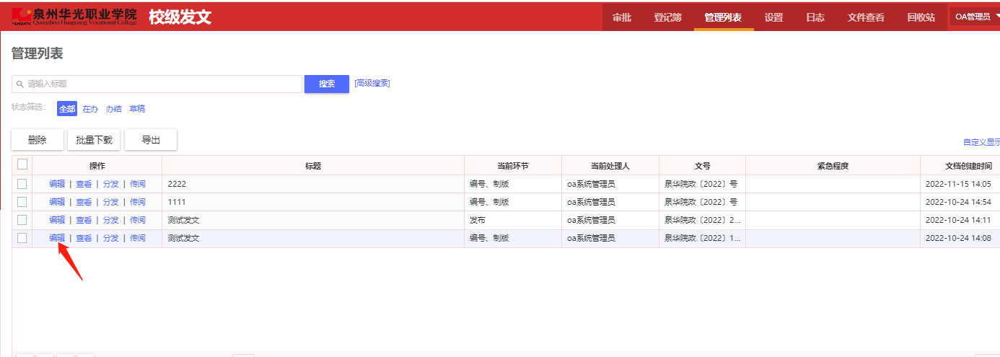 泉州华光职业学院 校级发文 审批 登记簿 管理列表 设置 日志 文件查看 回收站 OA管理员
HUAGUANG Quanzhou Huaguang Vocational College
管理列表
请输入标题 搜索 [高级搜索]
状态筛选: 全部 在办 办结 草稿
删除 批量下载 导出
自定义显示
操作 标题 当前环节 当前处理人 文号 紧急程度 文档创建时间
编辑 | 查看 | 分发 | 传阅 2222 编号、制版 oa系统管理员 泉华院政〔2022〕号 2022-11-15 14:05
编辑 | 查看 | 分发 | 传阅 1111 编号、制版 oa系统管理员 泉华院政〔2022〕号 2022-10-24 14:54
编辑 | 查看 | 分发 | 传阅 测试发文 发布 oa系统管理员 泉华院政〔2022〕2... 2022-10-24 14:11
编辑 | 查看 | 分发 | 传阅 测试发文 编号、制版 oa系统管理员 泉华院政〔2022〕1... 2022-10-24 14:08